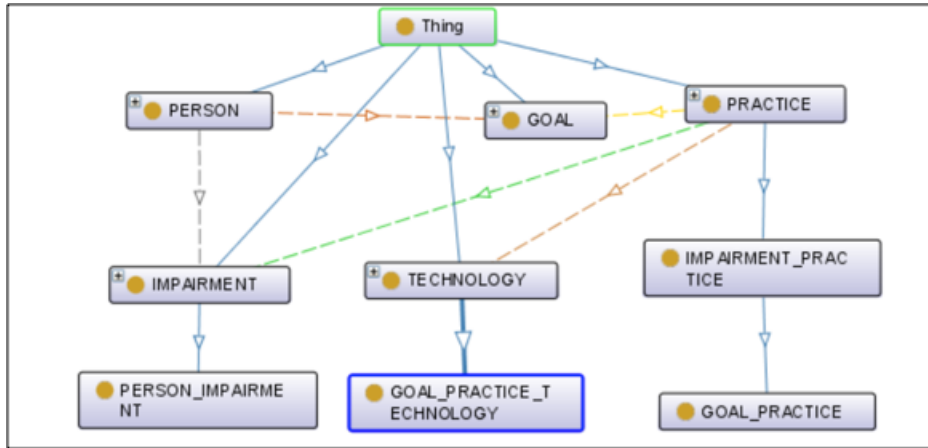 Thing
PERSON
GOAL
PRACTICE
IMPAIRMENT
TECHNOLOGY
IMPAIRMENT_PRAC
TICE
PERSON_IMPAIRME
NT
GOAL_PRACTICE_T
ECHNOLOGY
GOAL_PRACTICE